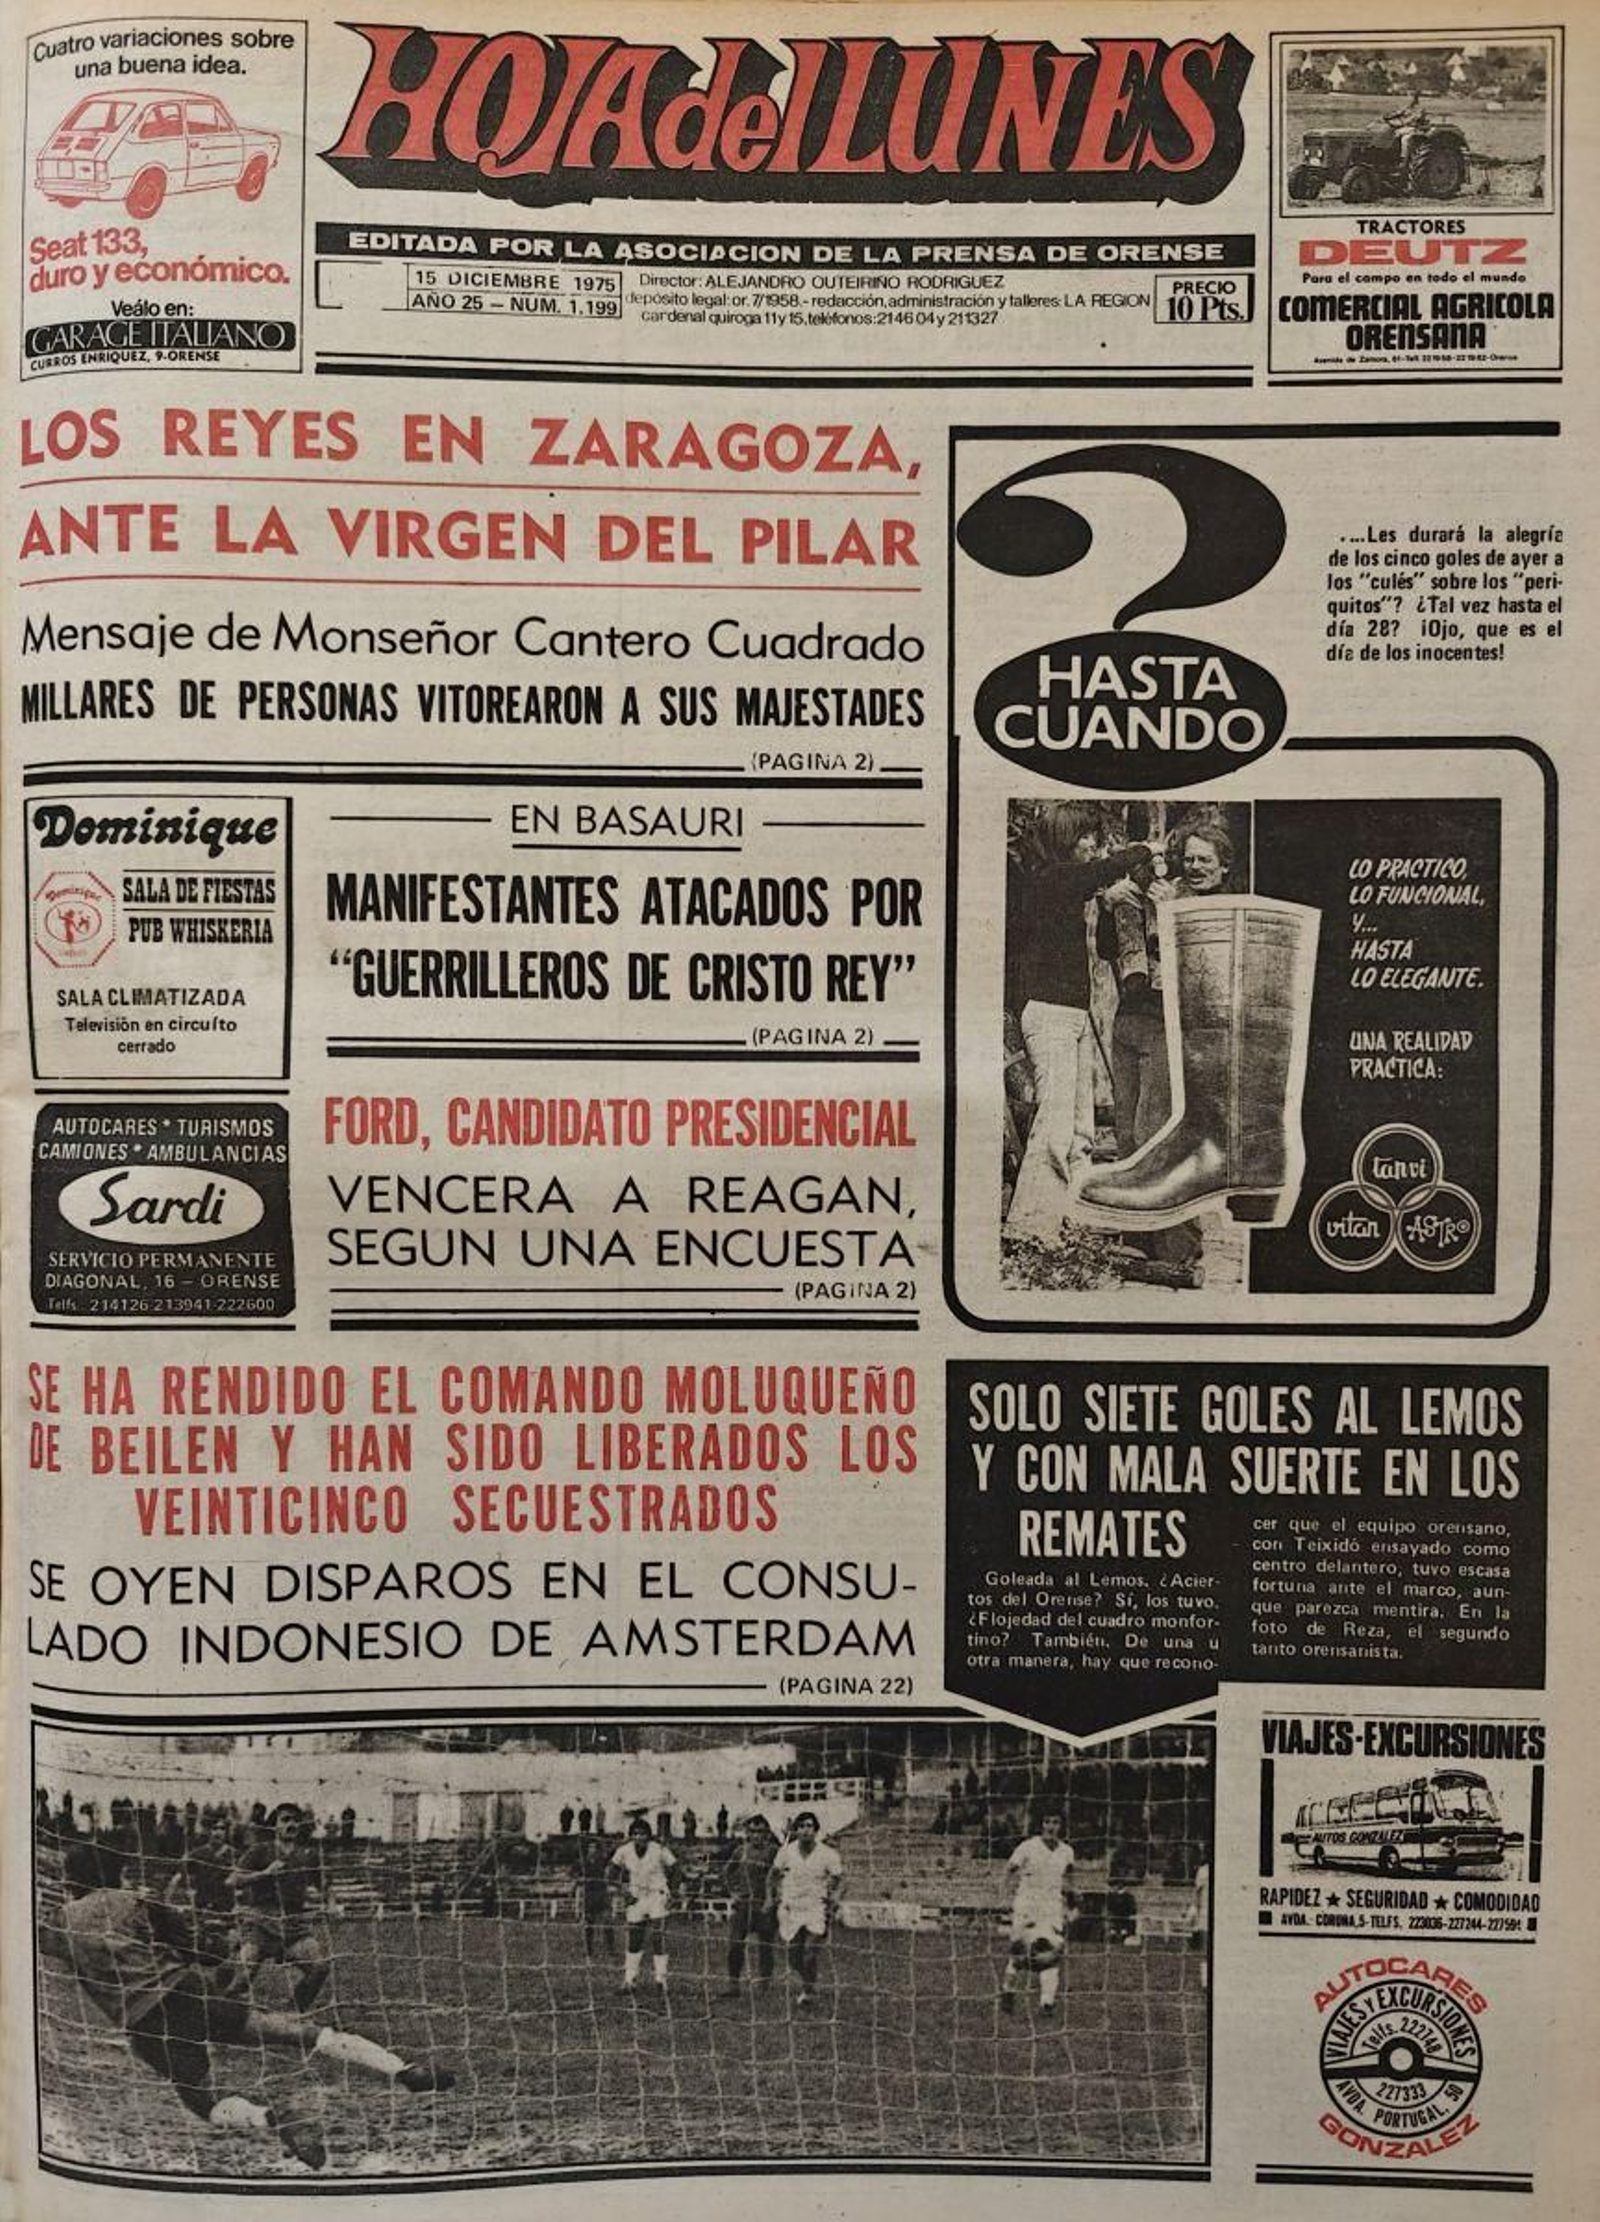 Cuatro variaciones sobre
una buena idea.
Seat 133,
duro y económico.
Veálo en:
GARAGE ITALIANO
CURROS ENRIQUEZ, 9-ORENSE
HOJA del LUNES
EDITADA POR LA ASOCIACION DE LA PRENSA DE ORENSE
15 DICIEMBRE 1975
AÑO 25 – NUM. 1.199
Director: ALEJANDRO OUTEIRIÑO RODRIGUEZ
depósito legal: or. 7/1958.- redacción, administración y talleres: LA REGION
cardenal quiroga 11 y 15, teléfonos: 2146 04 y 211327
PRECIO
10 Pts.
TRACTORES
DEUTZ
Para el campo en todo el mundo
COMERCIAL AGRICOLA
ORENSANA
LOS REYES EN ZARAGOZA,
ANTE LA VIRGEN DEL PILAR
Mensaje de Monseñor Cantero Cuadrado
MILLARES DE PERSONAS VITOREARON A SUS MAJESTADES
(PAGINA 2)
?
HASTA
CUANDO
....Les durará la alegría
de los cinco goles de ayer a
los "culés" sobre los "peri-
quitos"? ¿Tal vez hasta el
día 28? ¡Ojo, que es el
día de los inocentes!
LO PRACTICO,
LO FUNCIONAL,
Y...
HASTA
LO ELEGANTE.
UNA REALIDAD
PRACTICA:
tanvi
vitan
ASTRO
Dominique
SALA DE FIESTAS
PUB WHISKERIA
SALA CLIMATIZADA
Televisión en circuíto
cerrado
EN BASAURI
MANIFESTANTES ATACADOS POR
"GUERRILLEROS DE CRISTO REY"
(PAGINA 2)
AUTOCARES * TURISMOS
CAMIONES * AMBULANCIAS
Sardi
SERVICIO PERMANENTE
DIAGONAL, 16 – ORENSE
Telfs. 214126-213941-222600
FORD, CANDIDATO PRESIDENCIAL
VENCERA A REAGAN,
SEGUN UNA ENCUESTA
(PAGINA 2)
SE HA RENDIDO EL COMANDO MOLUQUEÑO
DE BEILEN Y HAN SIDO LIBERADOS LOS
VEINTICINCO SECUESTRADOS
SE OYEN DISPAROS EN EL CONSU-
LADO INDONESIO DE AMSTERDAM
(PAGINA 22)
SOLO SIETE GOLES AL LEMOS
Y CON MALA SUERTE EN LOS
REMATES
Goleada al Lemos. ¿Acier-
tos del Orense? Sí, los tuvo.
¿Flojedad del cuadro monfor-
tino? También. De una u
otra manera, hay que recono-
cer que el equipo orensano,
con Teixidó ensayado como
centro delantero, tuvo escasa
fortuna ante el marco, aun-
que parezca mentira. En la
foto de Reza, el segundo
tanto orensanista.
VIAJES-EXCURSIONES
AUTOS GONZALEZ
RAPIDEZ ★ SEGURIDAD ★ COMODIDAD
AVDA. CORUÑA, 5-TELFS. 223036-227244-227594
AUTOCARES
VIAJES Y EXCURSIONES
Telfs. 222748
227333
AVDA. PORTUGAL, 50
GONZALEZ